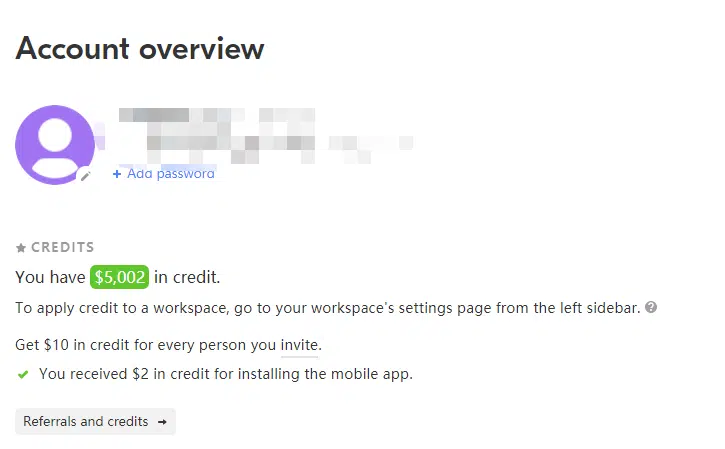 Account overview
+ Add password
CREDITS
You have $5,002 in credit.
To apply credit to a workspace, go to your workspace's settings page from the left sidebar.
Get $10 in credit for every person you invite.
You received $2 in credit for installing the mobile app.
Referrals and credits →